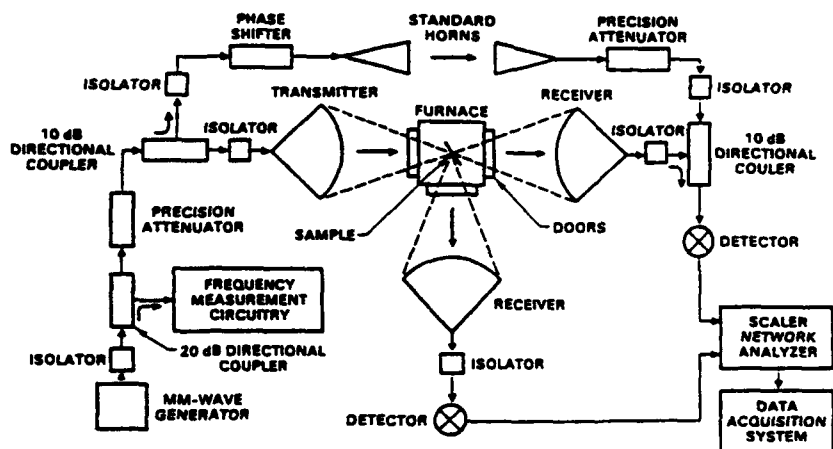 PHASE
SHIFTER
STANDARD
HORNS
PRECISION
ATTENUATOR
ISOLATOR
ISOLATOR
TRANSMITTER
FURNACE
RECEIVER
10 dB
DIRECTIONAL
COUPLER
ISOLATOR
ISOLATOR
10 dB
DIRECTIONAL
COULER
PRECISION
ATTENUATOR
SAMPLE
DOORS
DETECTOR
FREQUENCY
MEASUREMENT
CIRCUITRY
RECEIVER
20 dB DIRECTIONAL
COUPLER
ISOLATOR
ISOLATOR
SCALER
NETWORK
ANALYZER
MM-WAVE
GENERATOR
DETECTOR
DATA
ACQUISITION
SYSTEM